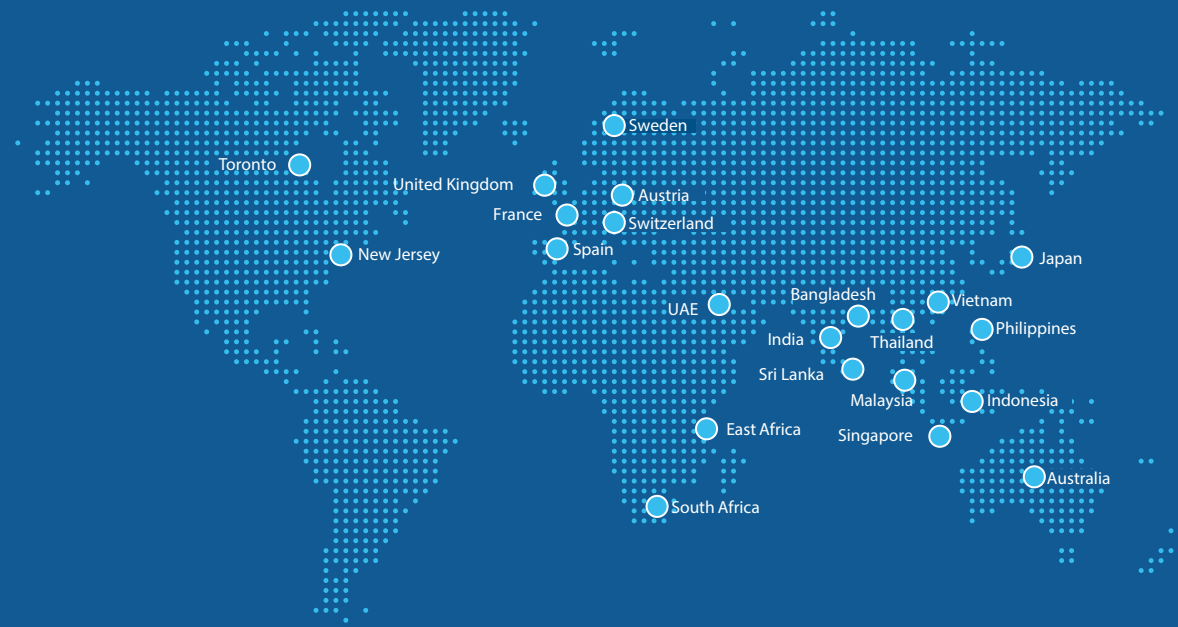 Sweden
Toronto
United Kingdom
Austria
France
Switzerland
Spain
New Jersey
Japan
Bangladesh
Vietnam
UAE
Philippines
India
Thailand
Sri Lanka
Malaysia
Indonesia
East Africa
Singapore
Australia
South Africa